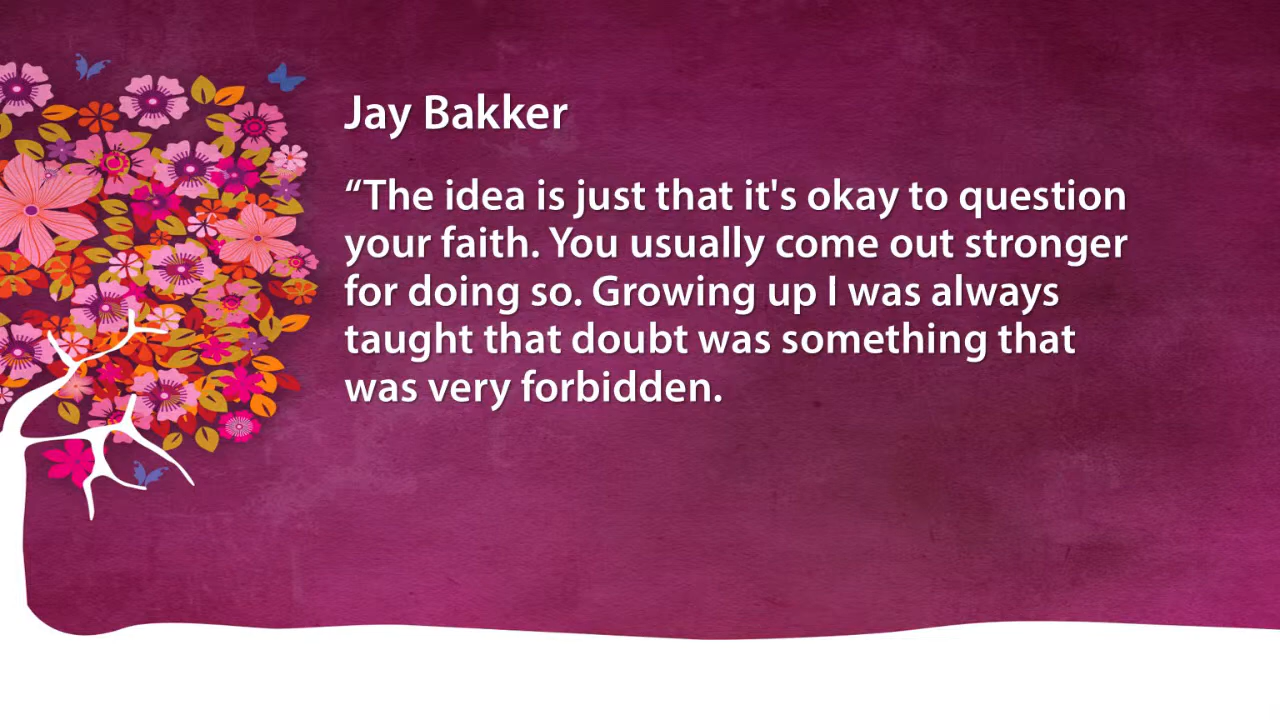 Jay Bakker
“The idea is just that it's okay to question
your faith. You usually come out stronger
for doing so. Growing up I was always
taught that doubt was something that
was very forbidden.